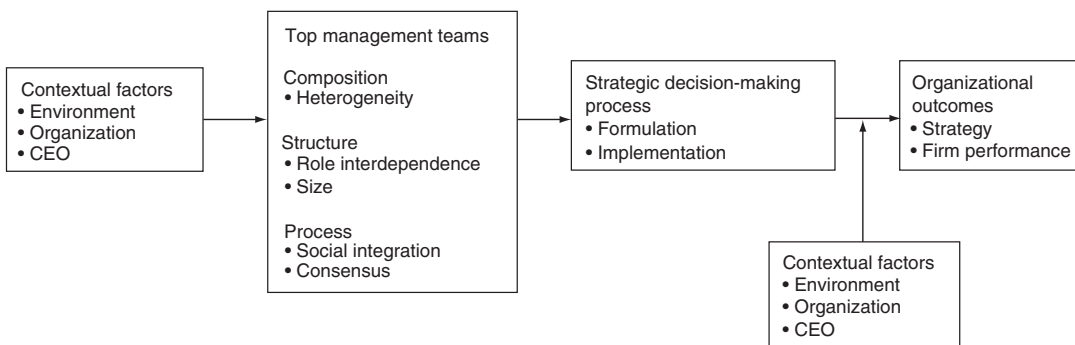 Contextual factors
• Environment
• Organization
• CEO
Top management teams
Composition
• Heterogeneity
Structure
• Role interdependence
• Size
Process
• Social integration
• Consensus
Strategic decision-making
process
• Formulation
• Implementation
Organizational
outcomes
• Strategy
• Firm performance
Contextual factors
• Environment
• Organization
• CEO